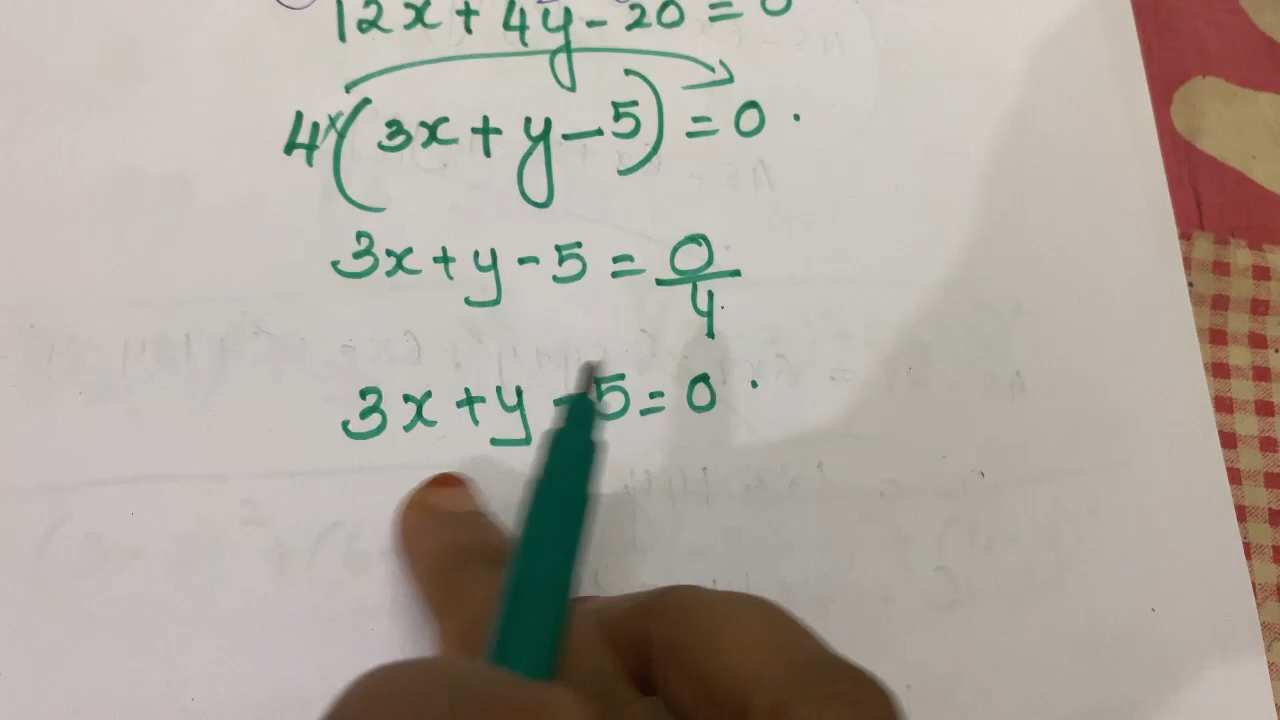 12x + 4y - 20 = 0
4×(3x + y - 5) = 0.
3x + y - 5 = 0/4
3x + y - 5 = 0.